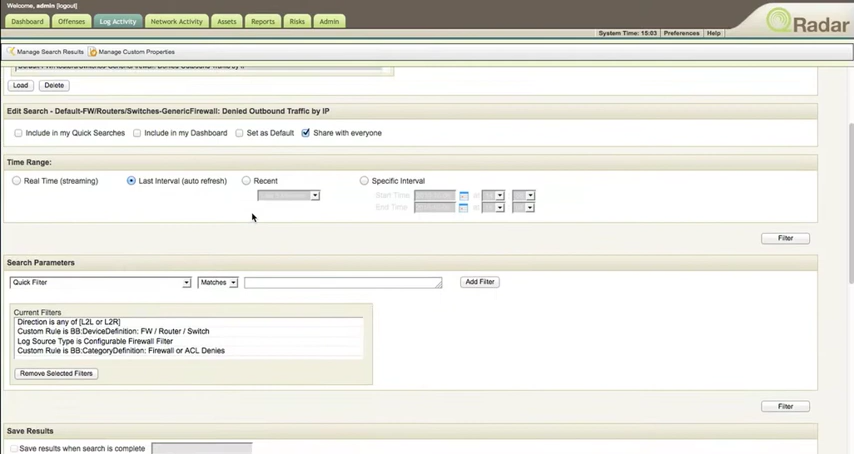 Welcome, admin [logout]
Dashboard Offenses Log Activity Network Activity Assets Reports Risks Admin
QRadar
System Time: 15:03 Preferences Help
Manage Search Results Manage Custom Properties
Load Delete
Edit Search - Default-FW/Routers/Switches-GenericFirewall: Denied Outbound Traffic by IP
Include in my Quick Searches Include in my Dashboard Set as Default Share with everyone
Time Range:
Real Time (streaming) Last Interval (auto refresh) Recent Specific Interval
Start Time at
End Time at
Filter
Search Parameters
Quick Filter Matches Add Filter
Current Filters
Direction is any of [L2L or L2R]
Custom Rule is BB:DeviceDefinition: FW / Router / Switch
Log Source Type is Configurable Firewall Filter
Custom Rule is BB:CategoryDefinition: Firewall or ACL Denies
Remove Selected Filters
Filter
Save Results
Save results when search is complete